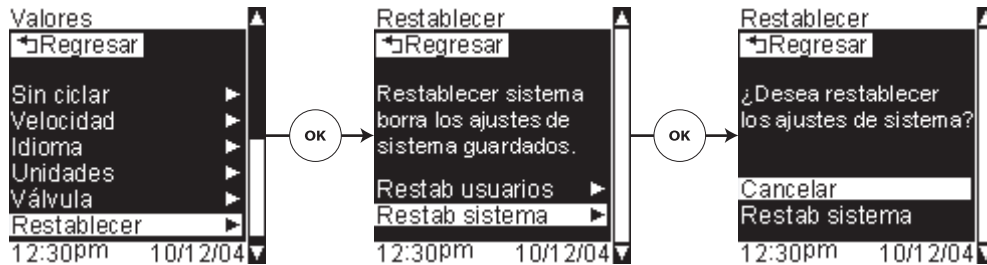 Valores
Regresar
Sin ciclar
Velocidad
Idioma
Unidades
Válvula
Restablecer
12:30pm 10/12/04
OK
Restablecer
Regresar
Restablecer sistema
borra los ajustes de
sistema guardados.
Restab usuarios
Restab sistema
12:30pm 10/12/04
OK
Restablecer
Regresar
¿Desea restablecer
los ajustes de sistema?
Cancelar
Restab sistema
12:30pm 10/12/04